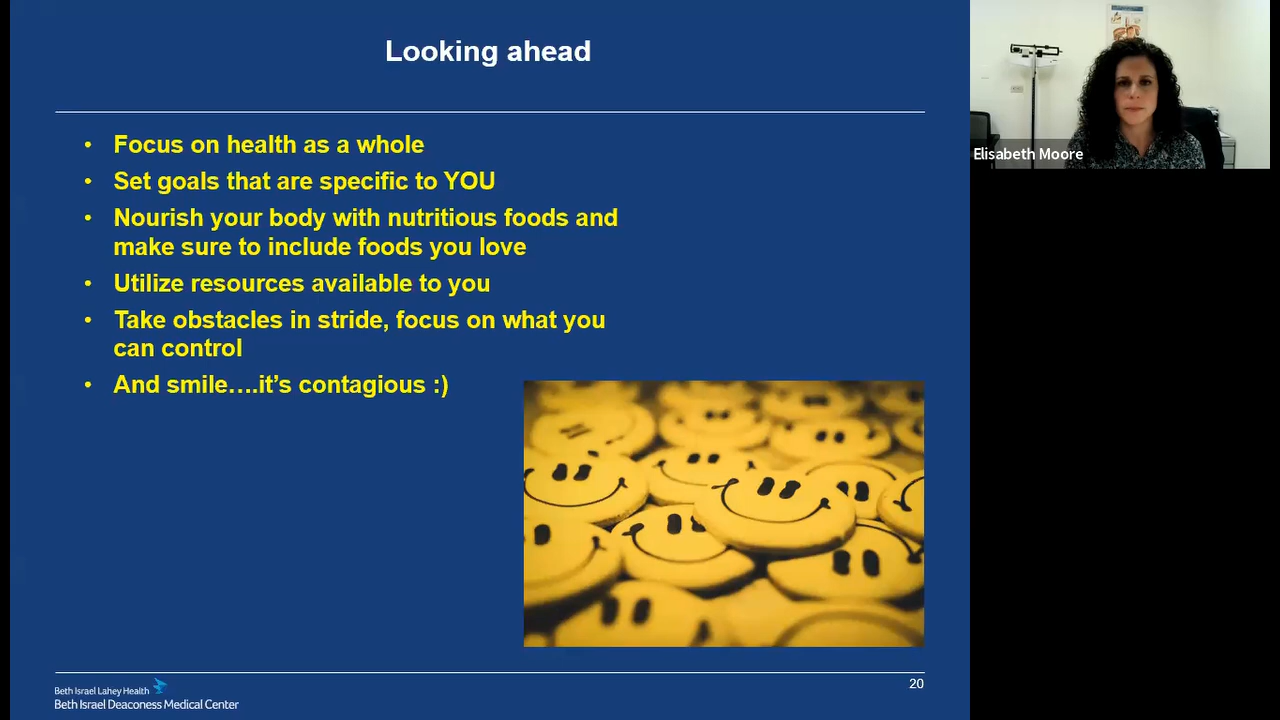 Looking ahead
• Focus on health as a whole
• Set goals that are specific to YOU
• Nourish your body with nutritious foods and
make sure to include foods you love
• Utilize resources available to you
• Take obstacles in stride, focus on what you
can control
• And smile….it’s contagious :)
Elisabeth Moore
20
Beth Israel Lahey Health
Beth Israel Deaconess Medical Center